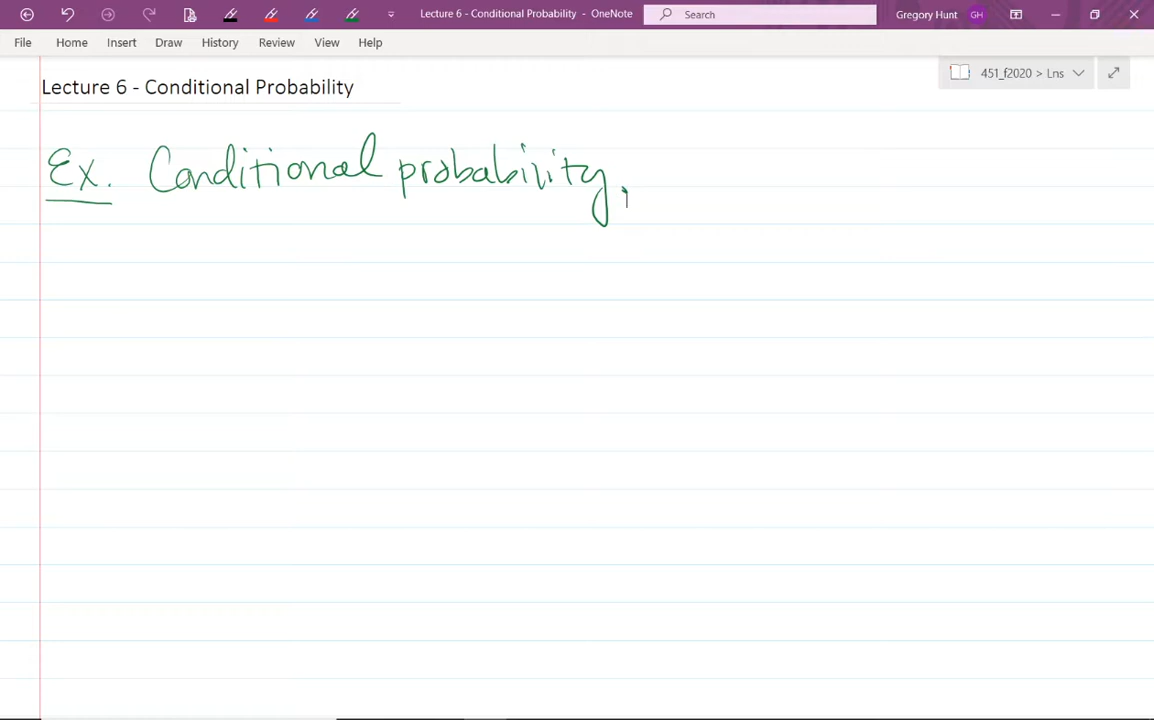 Lecture 6 - Conditional Probability - OneNote
Search
Gregory Hunt
GH
File Home Insert Draw History Review View Help
451_f2020 > Lns
Lecture 6 - Conditional Probability
Ex. Conditional probability.